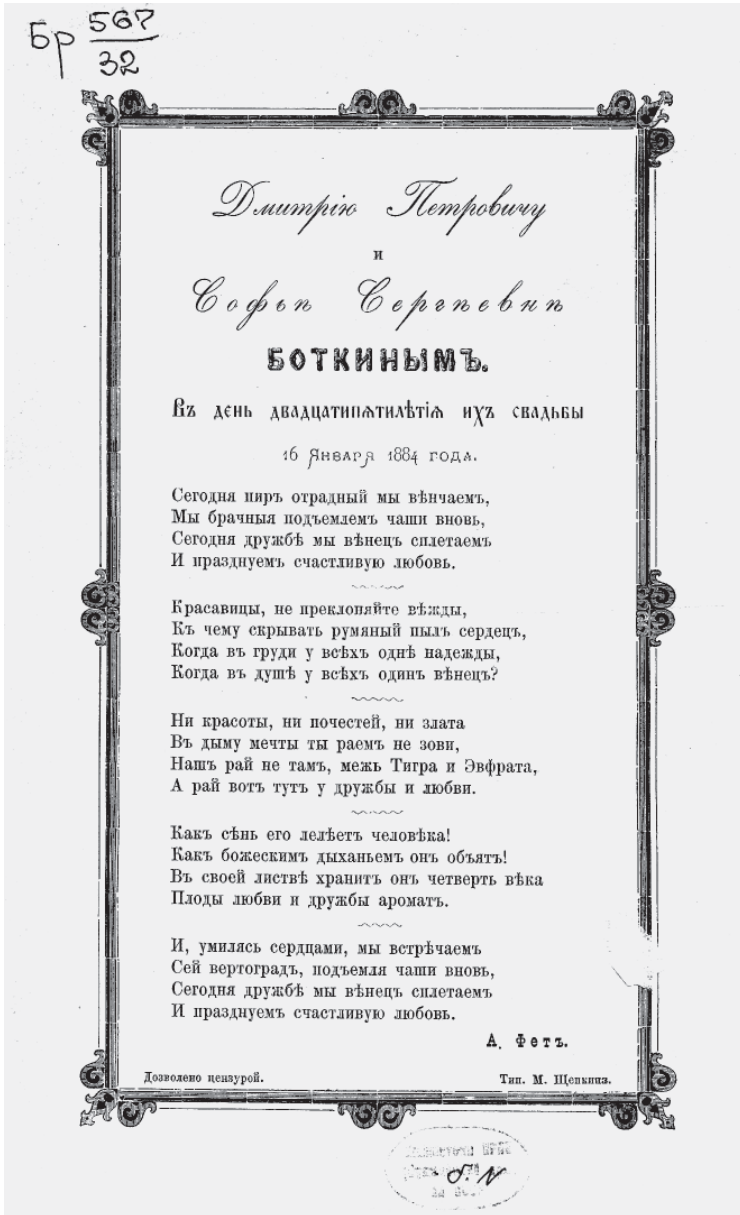 Бр 567
32
Дмитрію Петровичу
и
Софьѣ Сергѣевнѣ
БОТКИНЫМЪ.
Въ день двадцатипѧтилѣтіѧ ихъ свадьбы
16 января 1884 года.
Сегодня пиръ отрадный мы вѣнчаемъ,
Мы брачныя подъемлемъ чаши вновь,
Сегодня дружбѣ мы вѣнецъ сплетаемъ
И празднуемъ счастливую любовь.
Красавицы, не преклоняйте вѣжды,
Къ чему скрывать румяный пылъ сердецъ,
Когда въ груди у всѣхъ однѣ надежды,
Когда въ душѣ у всѣхъ одинъ вѣнецъ?
Ни красоты, ни почестей, ни злата
Въ дыму мечты ты раемъ не зови,
Нашъ рай не тамъ, межь Тигра и Эвфрата,
А рай вотъ тутъ у дружбы и любви.
Какъ сѣнь его лелѣетъ человѣка!
Какъ божескимъ дыханьемъ онъ объятъ!
Въ своей листвѣ хранитъ онъ четверть вѣка
Плоды любви и дружбы ароматъ.
И, умилясь сердцами, мы встрѣчаемъ
Сей вертоградъ, подъемля чаши вновь,
Сегодня дружбѣ мы вѣнецъ сплетаемъ
И празднуемъ счастливую любовь.
А. Фетъ.
Дозволено цензурой.
Тип. М. Щепкина.